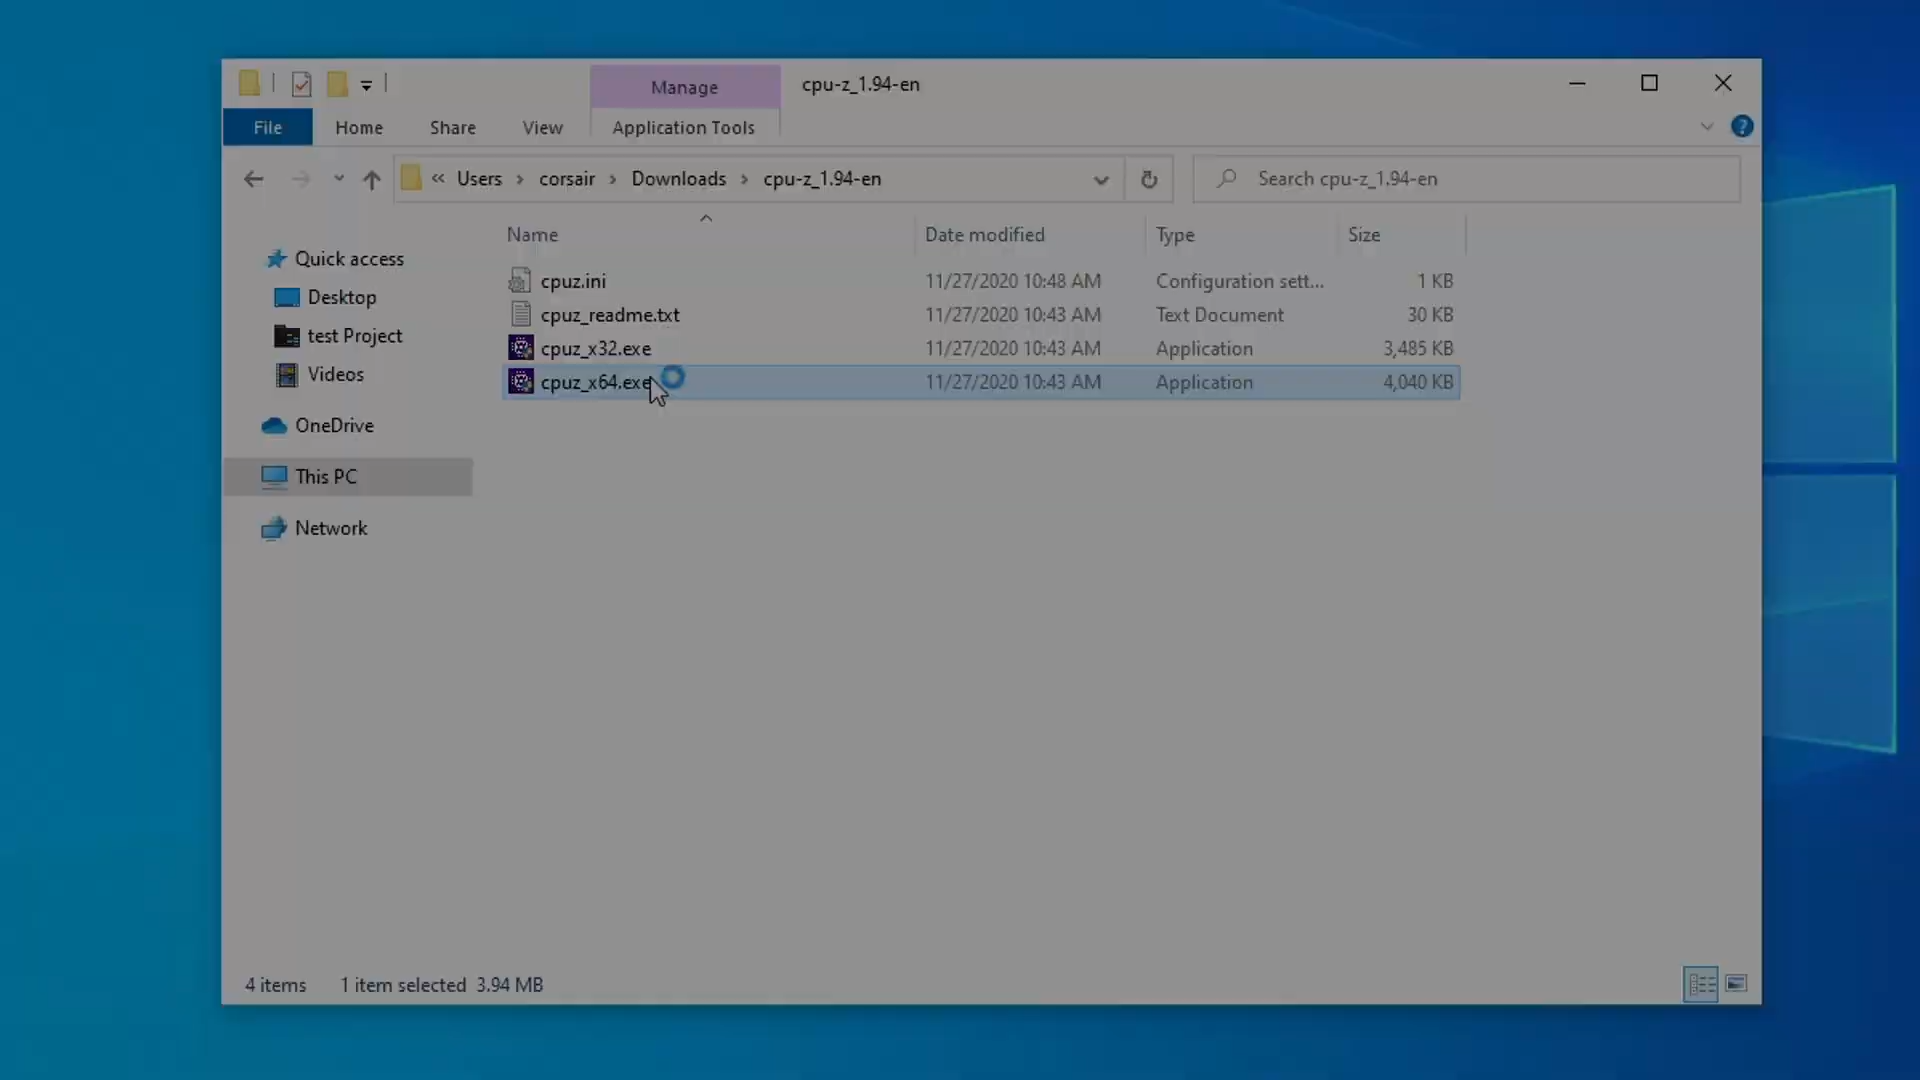 Manage
cpu-z_1.94-en
File
Home
Share
View
Application Tools
?
« Users › corsair › Downloads › cpu-z_1.94-en
Search cpu-z_1.94-en
Name
Date modified
Type
Size
Quick access
Desktop
test Project
Videos
OneDrive
This PC
Network
cpuz.ini 11/27/2020 10:48 AM Configuration sett... 1 KB
cpuz_readme.txt 11/27/2020 10:43 AM Text Document 30 KB
cpuz_x32.exe 11/27/2020 10:43 AM Application 3,485 KB
cpuz_x64.exe 11/27/2020 10:43 AM Application 4,040 KB
4 items 1 item selected 3.94 MB